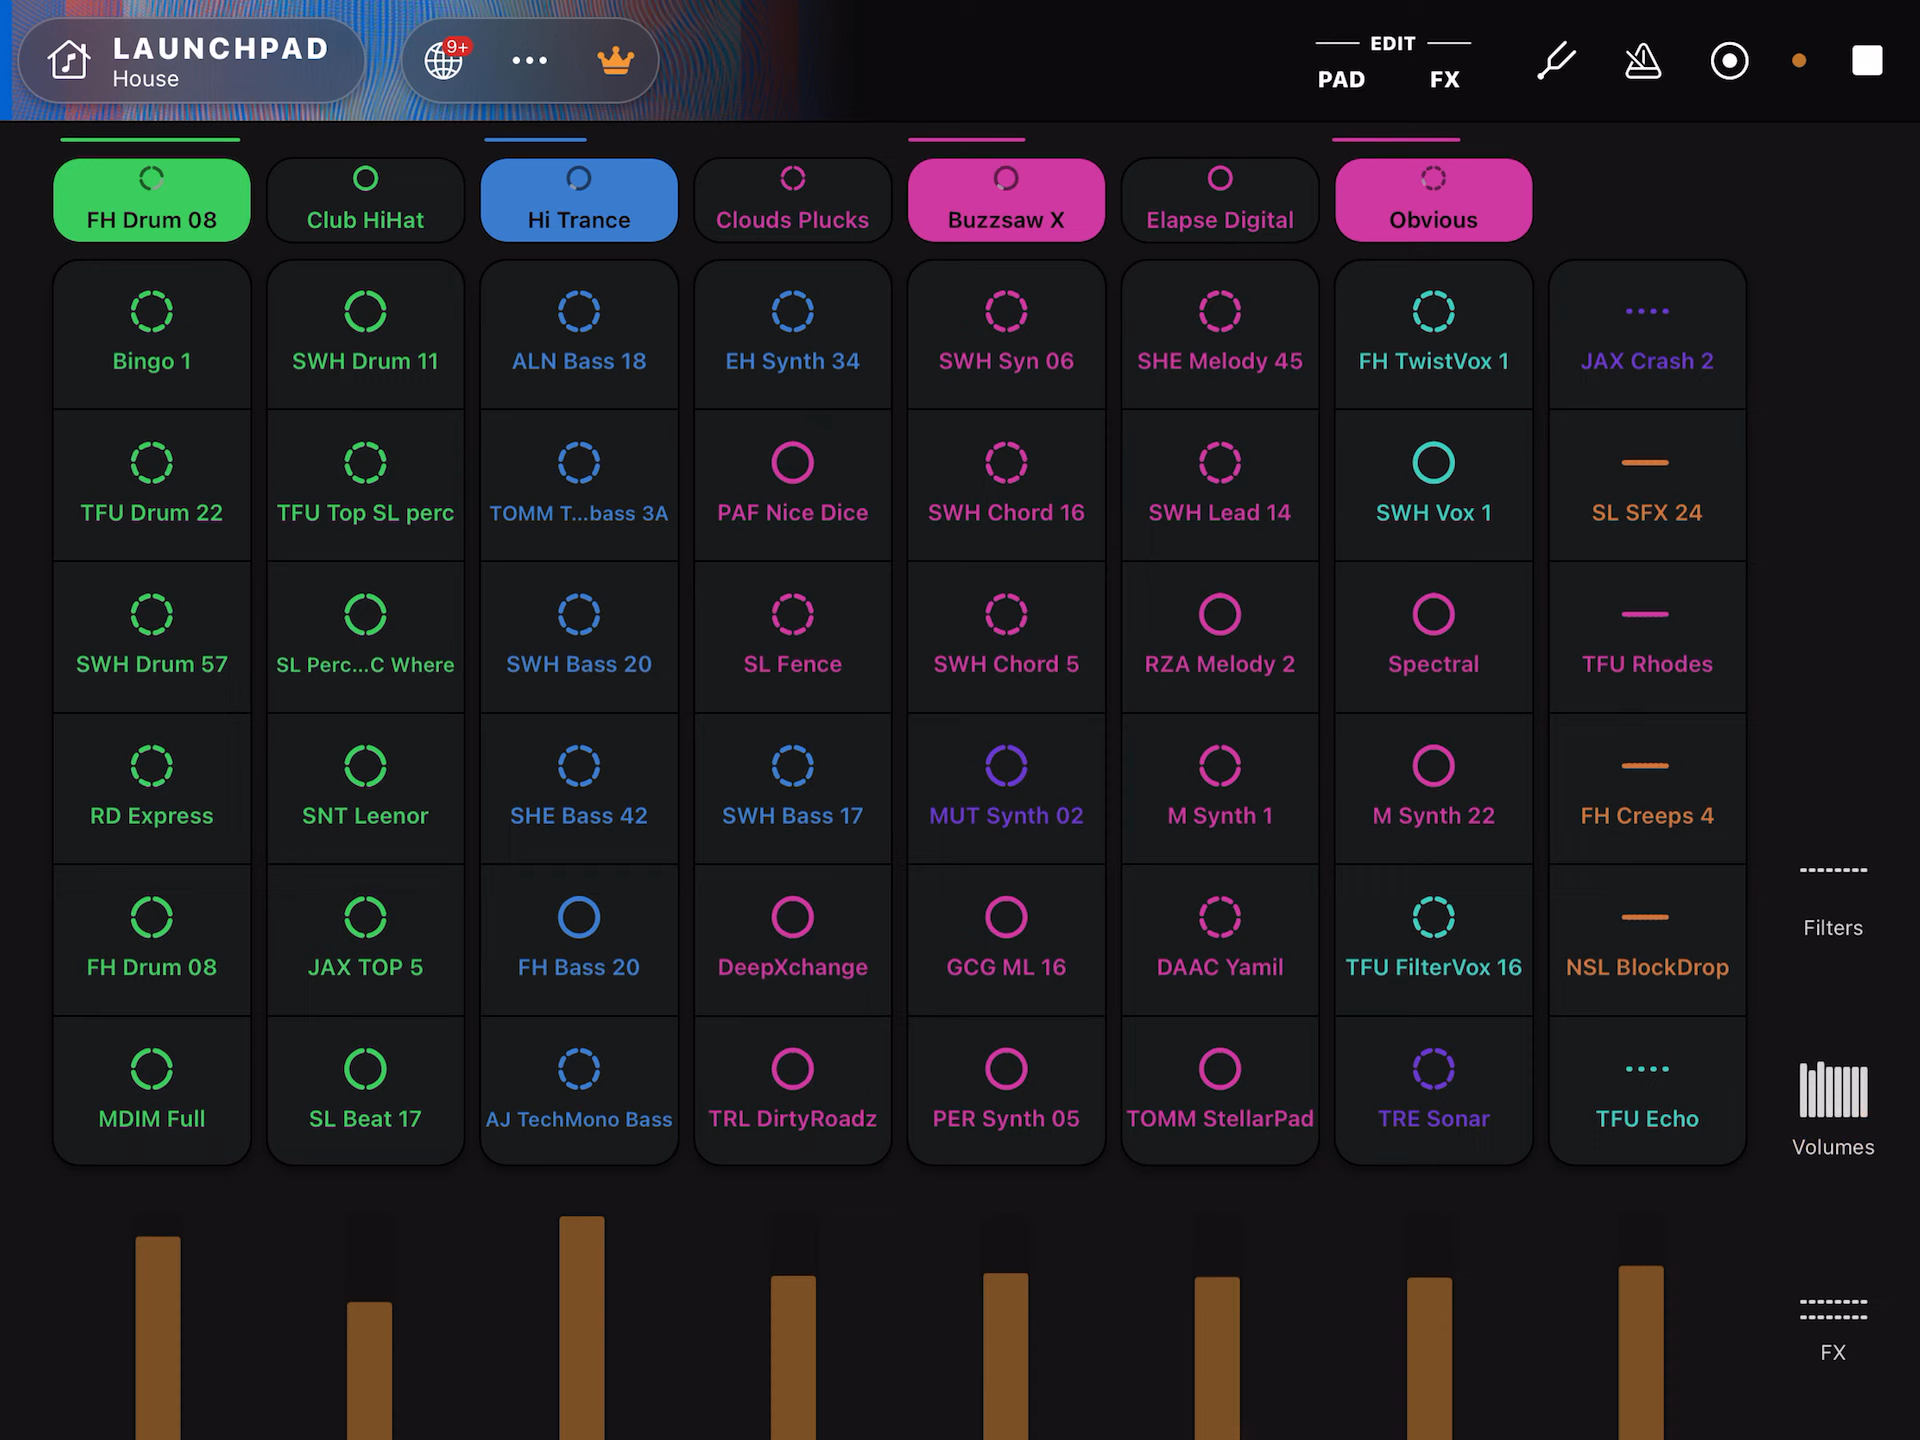 LAUNCHPAD
House
9+
EDIT
PAD FX
FH Drum 08 Club HiHat Hi Trance Clouds Plucks Buzzsaw X Elapse Digital Obvious
Bingo 1 SWH Drum 11 ALN Bass 18 EH Synth 34 SWH Syn 06 SHE Melody 45 FH TwistVox 1 JAX Crash 2
TFU Drum 22 TFU Top SL perc TOMM T...bass 3A PAF Nice Dice SWH Chord 16 SWH Lead 14 SWH Vox 1 SL SFX 24
SWH Drum 57 SL Perc...C Where SWH Bass 20 SL Fence SWH Chord 5 RZA Melody 2 Spectral TFU Rhodes
RD Express SNT Leenor SHE Bass 42 SWH Bass 17 MUT Synth 02 M Synth 1 M Synth 22 FH Creeps 4
Filters
FH Drum 08 JAX TOP 5 FH Bass 20 DeepXchange GCG ML 16 DAAC Yamil TFU FilterVox 16 NSL BlockDrop
MDIM Full SL Beat 17 AJ TechMono Bass TRL DirtyRoadz PER Synth 05 TOMM StellarPad TRE Sonar TFU Echo
Volumes
FX